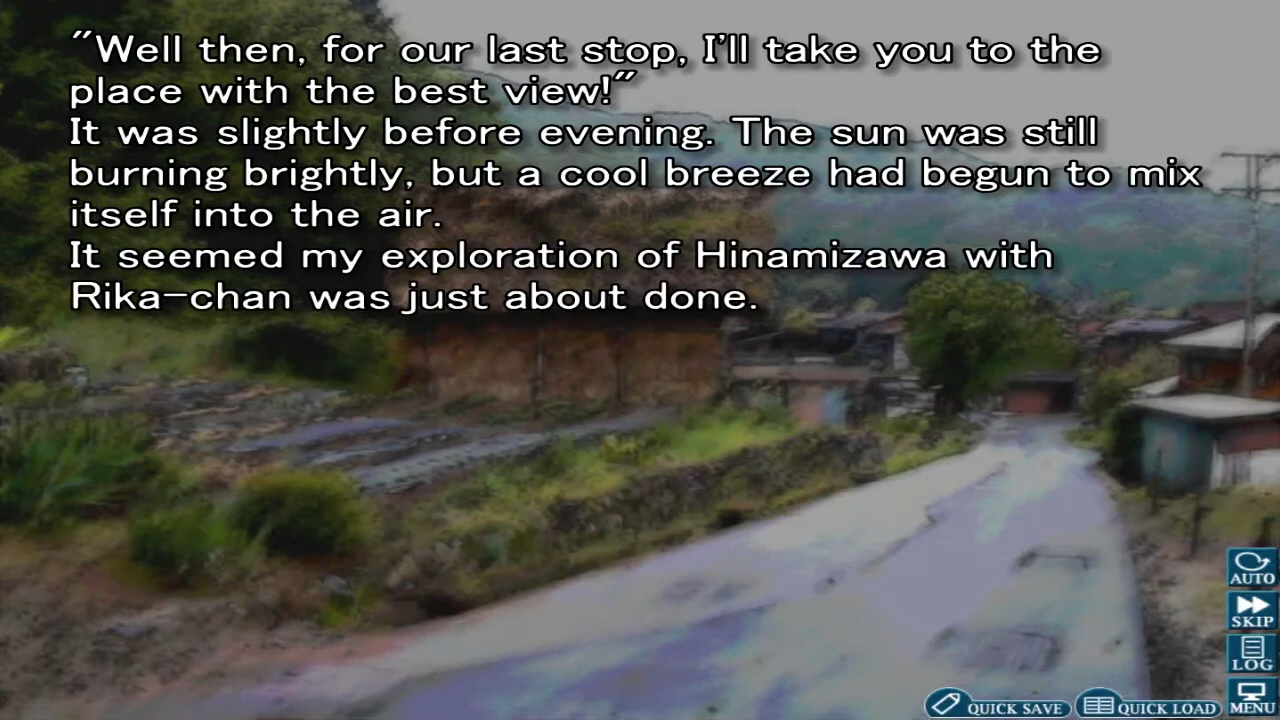 "Well then, for our last stop, I'll take you to the
place with the best view!"
It was slightly before evening. The sun was still
burning brightly, but a cool breeze had begun to mix
itself into the air.
It seemed my exploration of Hinamizawa with
Rika-chan was just about done.
AUTO
SKIP
LOG
MENU
QUICK SAVE
QUICK LOAD